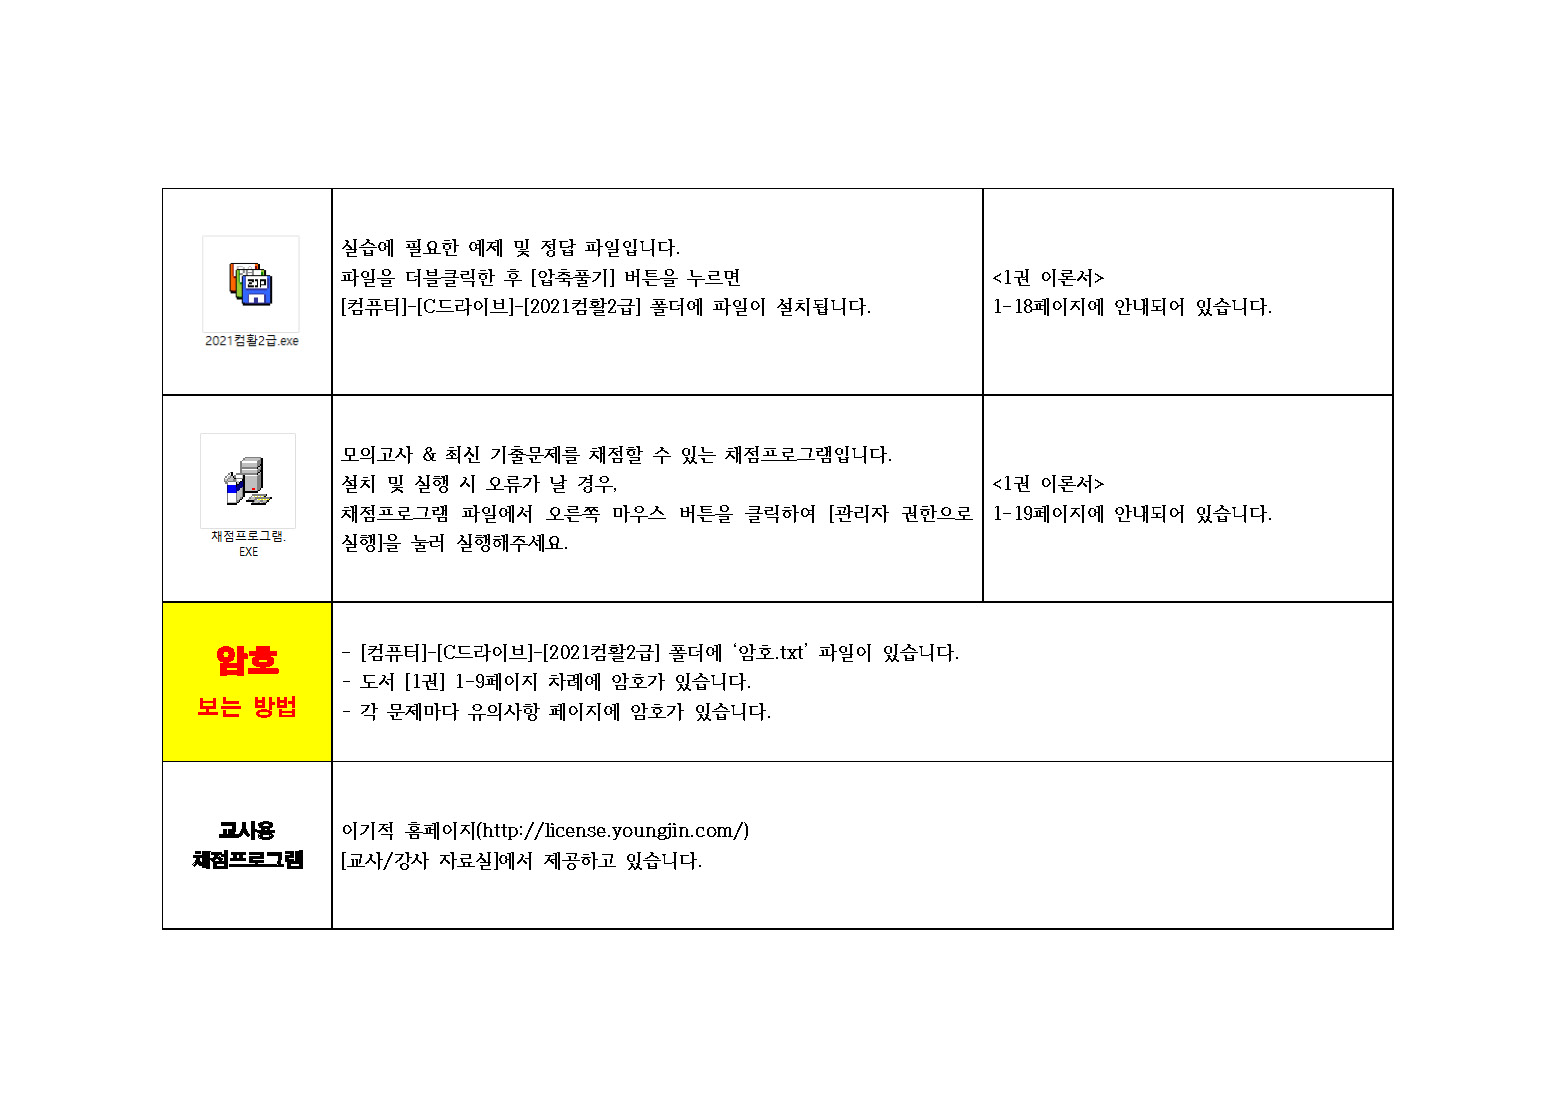 실습에 필요한 예제 및 정답 파일입니다.
파일을 더블클릭한 후 [압축풀기] 버튼을 누르면
[컴퓨터]-[C드라이브]-[2021컴활2급] 폴더에 파일이 설치됩니다.
<1권 이론서>
1-18페이지에 안내되어 있습니다.
ZIP
2021컴활2급.exe
모의고사 & 최신 기출문제를 채점할 수 있는 채점프로그램입니다.
설치 및 실행 시 오류가 날 경우,
채점프로그램 파일에서 오른쪽 마우스 버튼을 클릭하여 [관리자 권한으로
실행]을 눌러 실행해주세요.
<1권 이론서>
1-19페이지에 안내되어 있습니다.
채점프로그램.
EXE
암호
보는 방법
- [컴퓨터]-[C드라이브]-[2021컴활2급] 폴더에 ‘암호.txt’ 파일이 있습니다.
- 도서 [1권] 1-9페이지 차례에 암호가 있습니다.
- 각 문제마다 유의사항 페이지에 암호가 있습니다.
교사용
채점프로그램
이기적 홈페이지(http://license.youngjin.com/)
[교사/강사 자료실]에서 제공하고 있습니다.